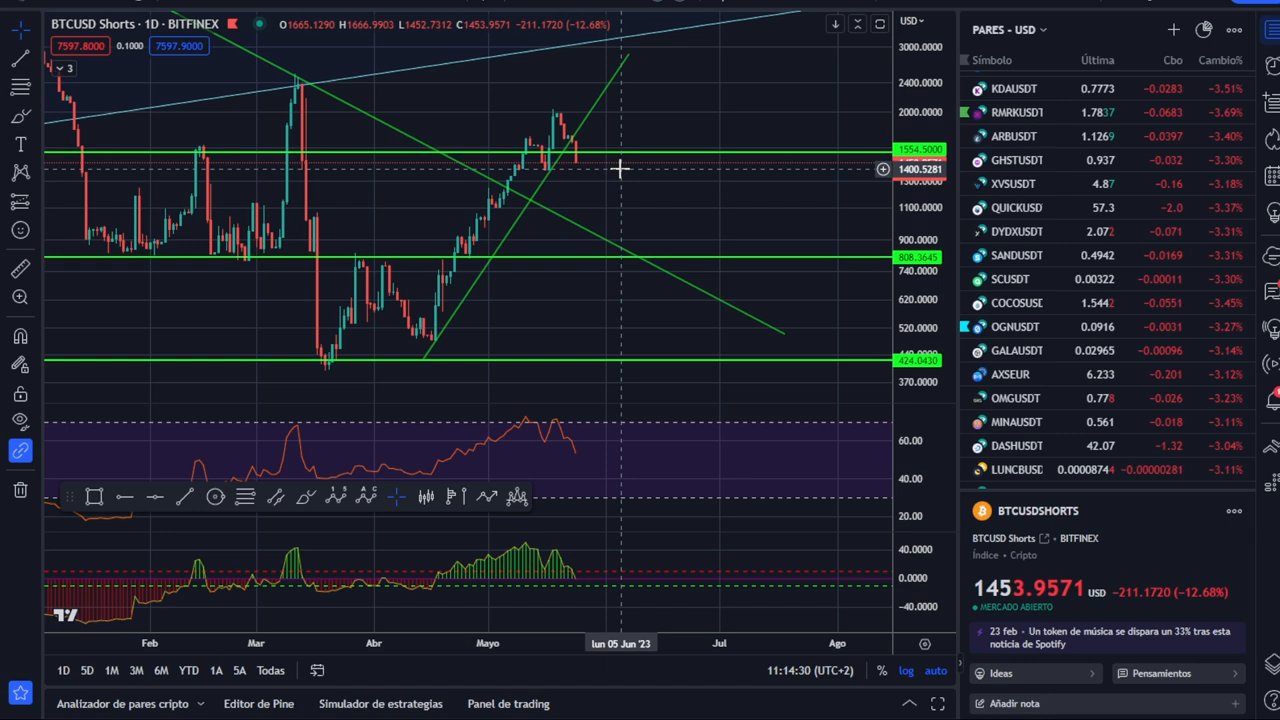 BTCUSD Shorts · 1D · BITFINEX O1665.1290 H1666.9903 L1452.7312 C1453.9571 -211.1720 (-12.68%)
7597.8000 0.1000 7597.9000
3
USD
3000.0000
2400.0000
2000.0000
1554.5000
1400.5281
1300.0000
1100.0000
900.0000
808.3645
740.0000
600.0000
520.0000
424.0430
370.0000
60.00
40.00
20.00
40.0000
0.0000
-40.0000
Feb Mar Abr Mayo lun 05 Jun '23 Jul Ago
1D 5D 1M 3M 6M YTD 1A 5A Todas 11:14:30 (UTC+2) % log auto
Analizador de pares cripto Editor de Pine Simulador de estrategias Panel de trading
PARES - USD
Símbolo Última Cbo Cambio%
KDAUSDT 0.7773 -0.0283 -3.51%
RMRKUSDT 1.7837 -0.0683 -3.69%
ARBUSDT 1.1269 -0.0397 -3.40%
GHSTUSDT 0.937 -0.032 -3.30%
XVSUSDT 4.87 -0.16 -3.18%
QUICKUSD 57.3 -2.0 -3.37%
DYDXUSDT 2.072 -0.071 -3.31%
SANDUSDT 0.4942 -0.0169 -3.31%
SCUSDT 0.00322 -0.00011 -3.30%
COCOSUSD 1.5442 -0.0551 -3.45%
OGNUSDT 0.0916 -0.0031 -3.27%
GALAUSDT 0.02965 -0.00096 -3.14%
AXSEUR 6.233 -0.201 -3.12%
OMGUSDT 0.778 -0.026 -3.23%
MINAUSDT 0.561 -0.018 -3.11%
DASHUSDT 42.07 -1.32 -3.04%
LUNCBUSD 0.00008744 -0.00000281 -3.11%
BTCUSDSHORTS
BTCUSD Shorts · BITFINEX
Índice · Cripto
1453.9571 USD -211.1720 (-12.68%)
MERCADO ABIERTO
23 feb · Un token de música se dispara un 33% tras esta
noticia de Spotify
Ideas Pensamientos
Añadir nota